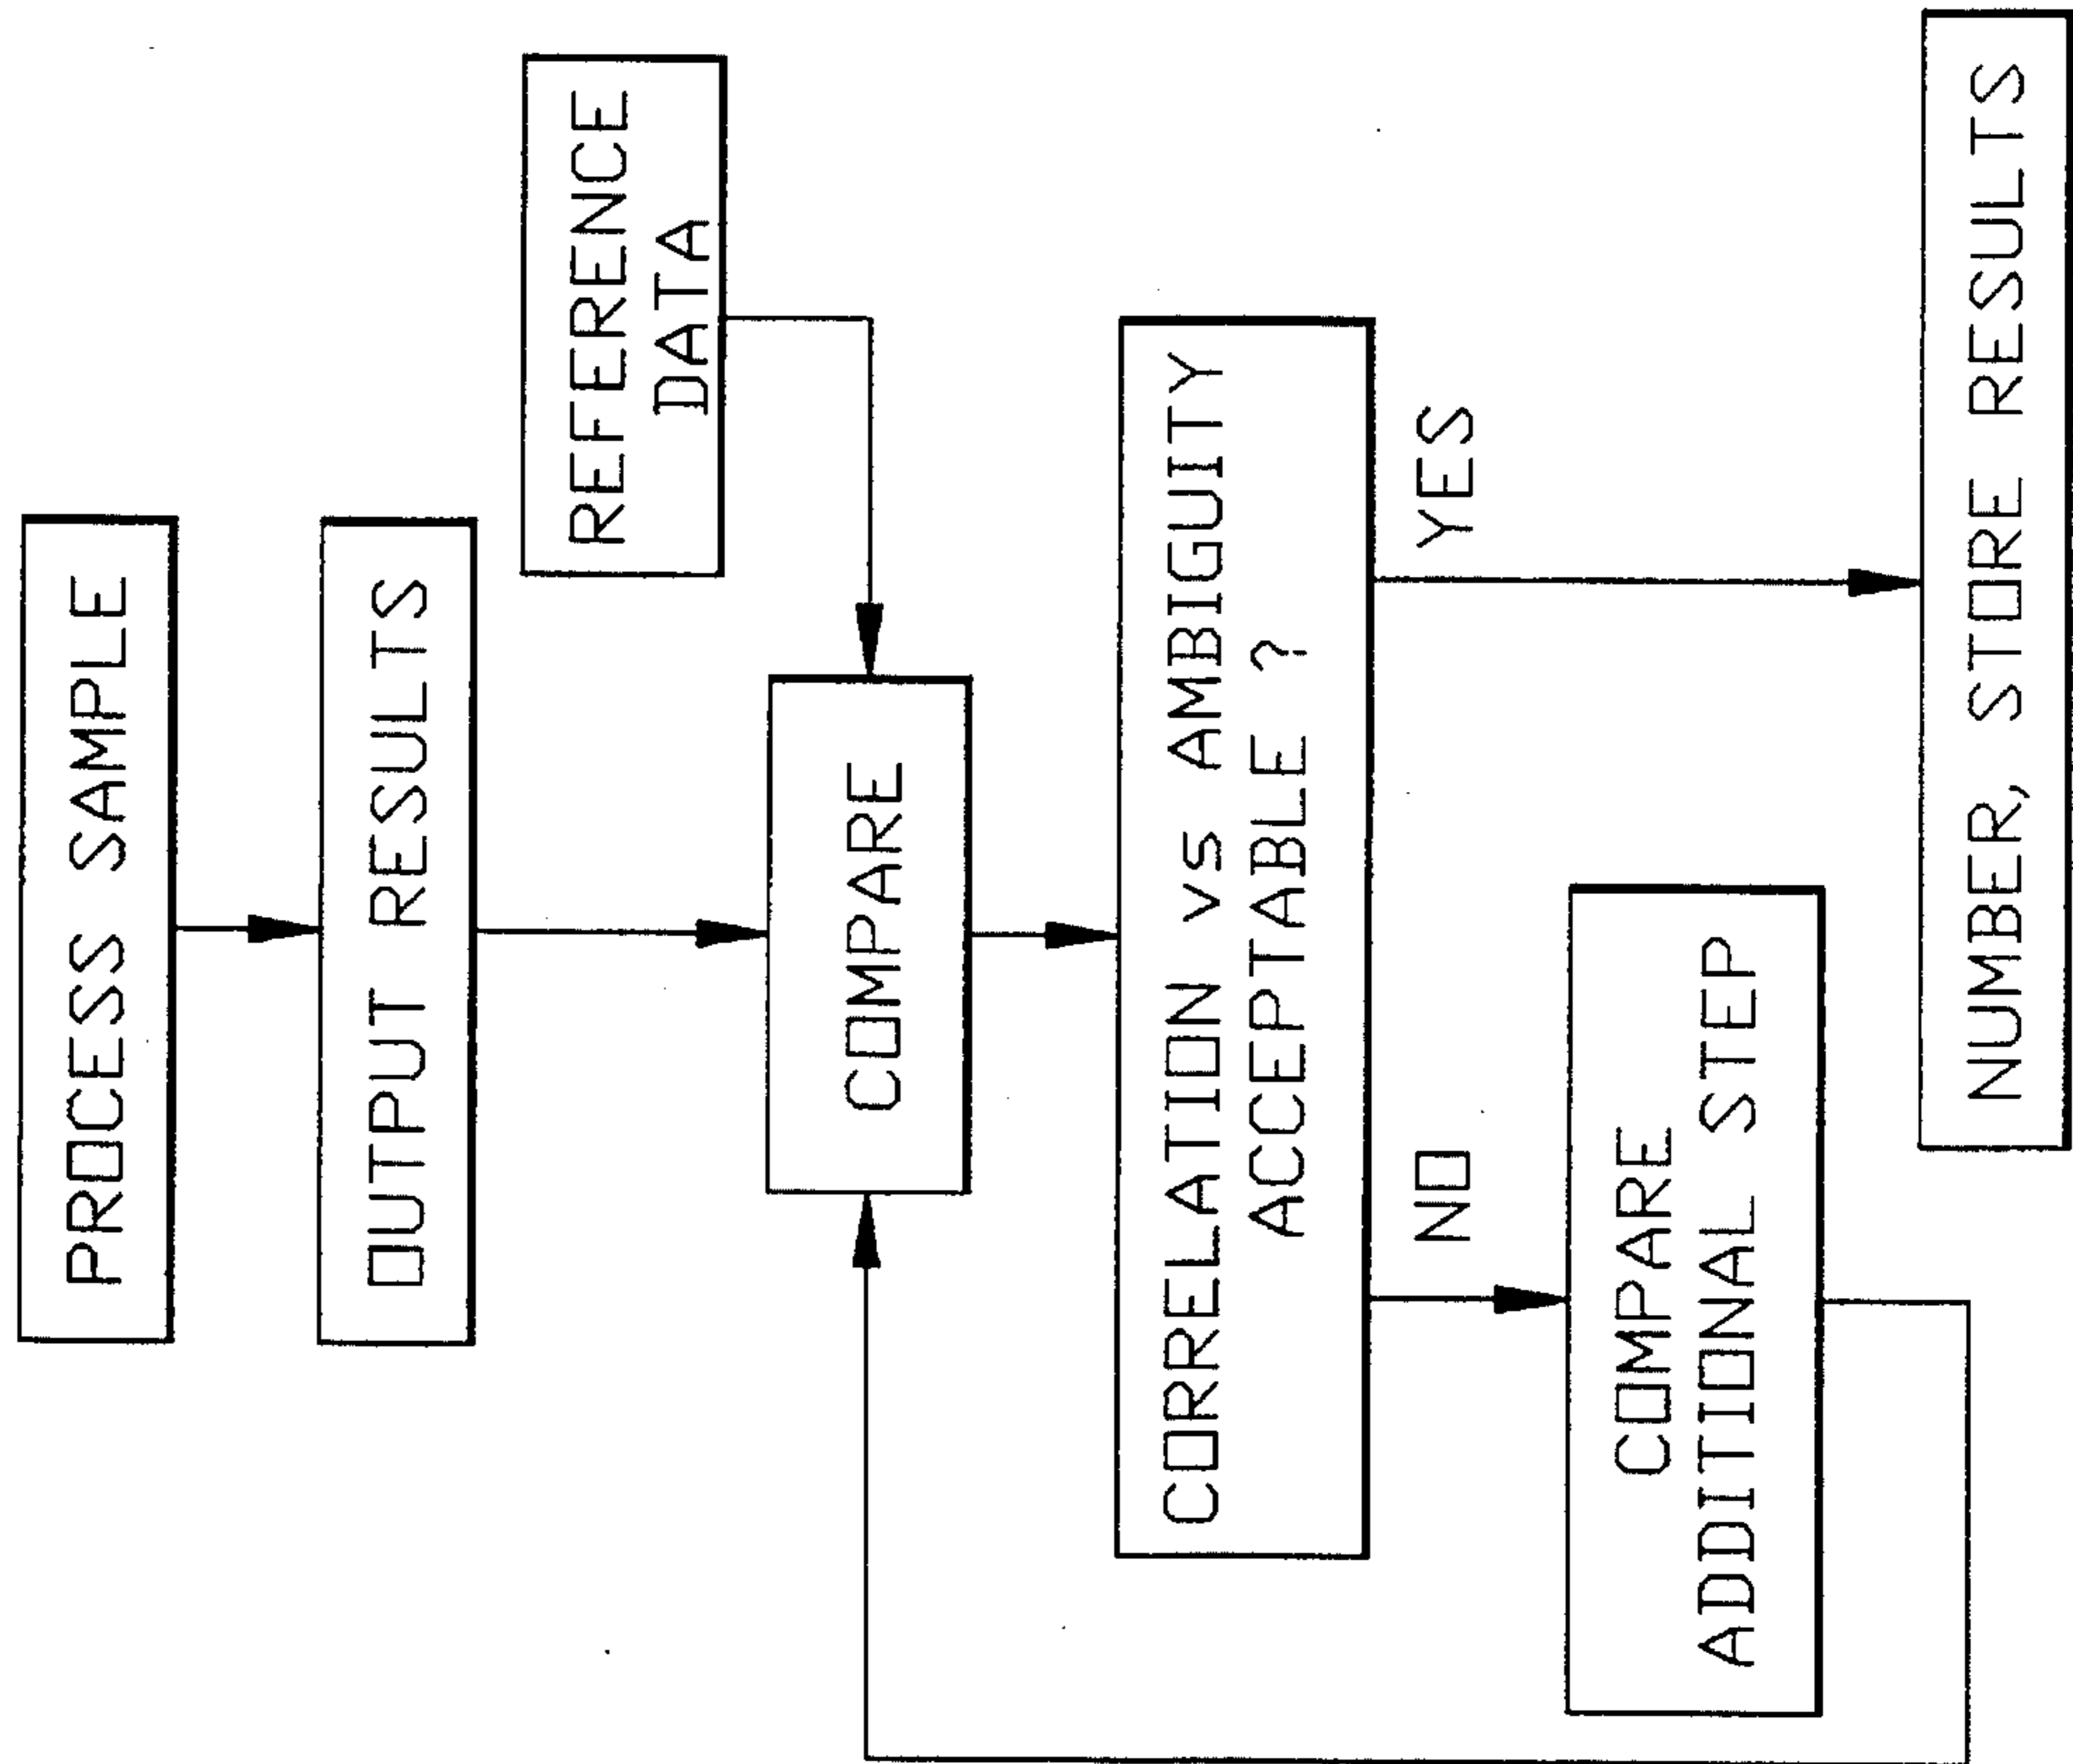 PROCESS SAMPLE
OUTPUT RESULTS
REFERENCE
DATA
COMPARE
CORRELATION vs AMBIGUITY
ACCEPTABLE ?
NO
YES
COMPARE
ADDITIONAL STEP
NUMBER, STORE RESULTS